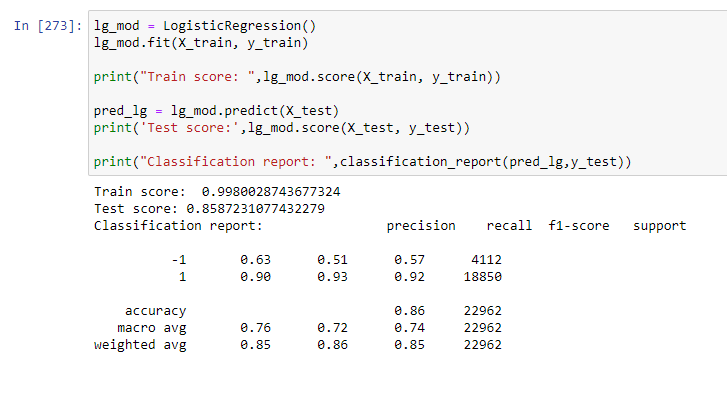 In [273]: lg_mod = LogisticRegression()
lg_mod.fit(X_train, y_train)
print("Train score: ",lg_mod.score(X_train, y_train))
pred_lg = lg_mod.predict(X_test)
print('Test score:',lg_mod.score(X_test, y_test))
print("Classification report: ",classification_report(pred_lg,y_test))
Train score:  0.9980028743677324
Test score: 0.8587231077432279
Classification report:                precision    recall  f1-score   support
-1       0.63      0.51      0.57      4112
1       0.90      0.93      0.92     18850
accuracy                           0.86     22962
macro avg       0.76      0.72      0.74     22962
weighted avg       0.85      0.86      0.85     22962